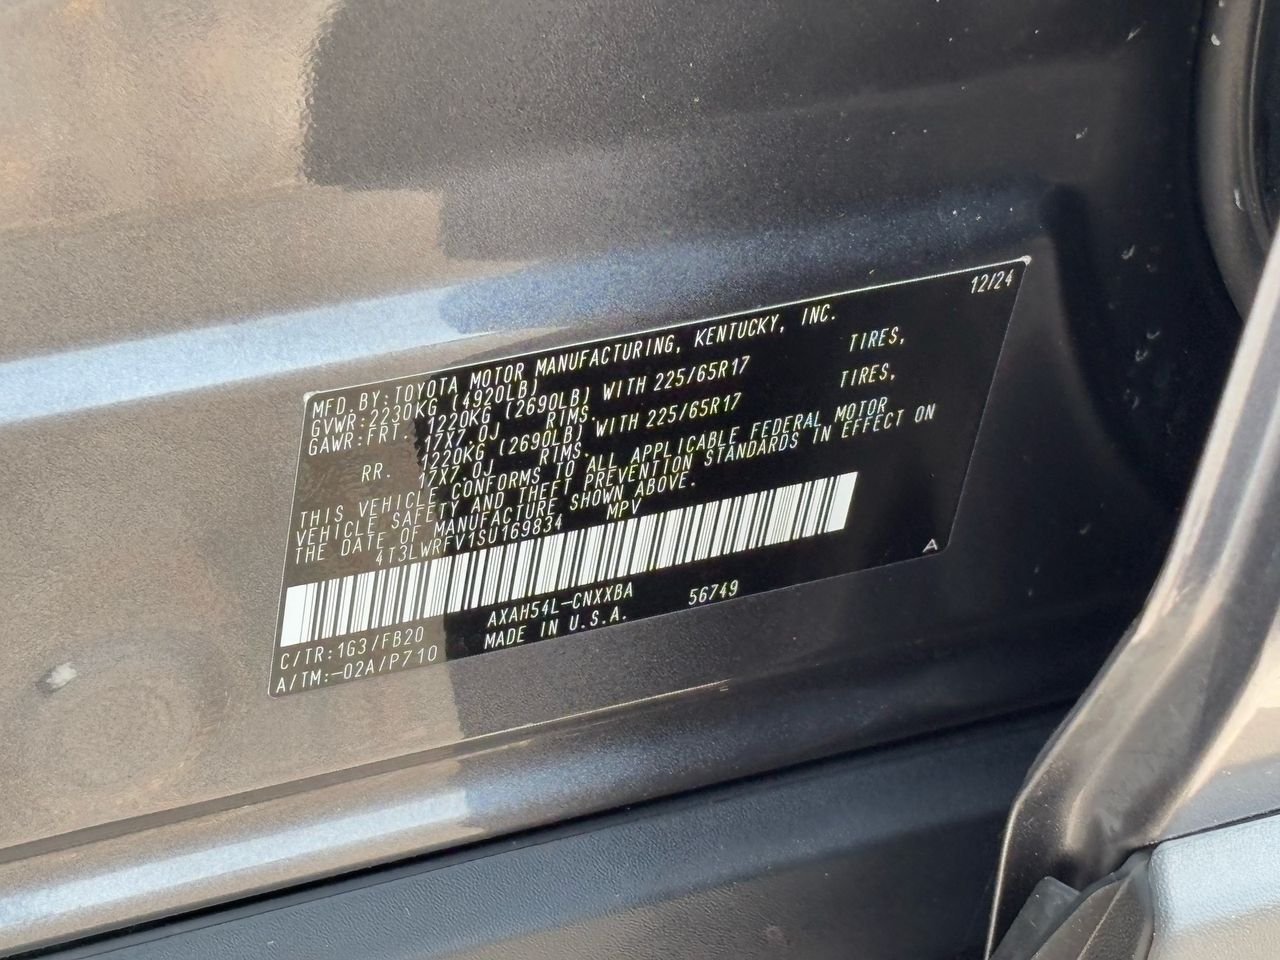 12/24
MFD. BY: TOYOTA MOTOR MANUFACTURING, KENTUCKY, INC.
GVWR: 2230KG (4920LB)
GAWR: FRT. 1220KG (2690LB) WITH 225/65R17 TIRES,
17X7.0J RIMS.
RR. 1220KG (2690LB) WITH 225/65R17 TIRES,
17X7.0J RIMS.
THIS VEHICLE CONFORMS TO ALL APPLICABLE FEDERAL MOTOR
VEHICLE SAFETY AND THEFT PREVENTION STANDARDS IN EFFECT ON
THE DATE OF MANUFACTURE SHOWN ABOVE.
4T3LWRFV1SU169834 MPV
C/TR: 1G3/FB20 AXAH54L-CNXXBA 56749 A
A/TM: -02A/P710 MADE IN U.S.A.